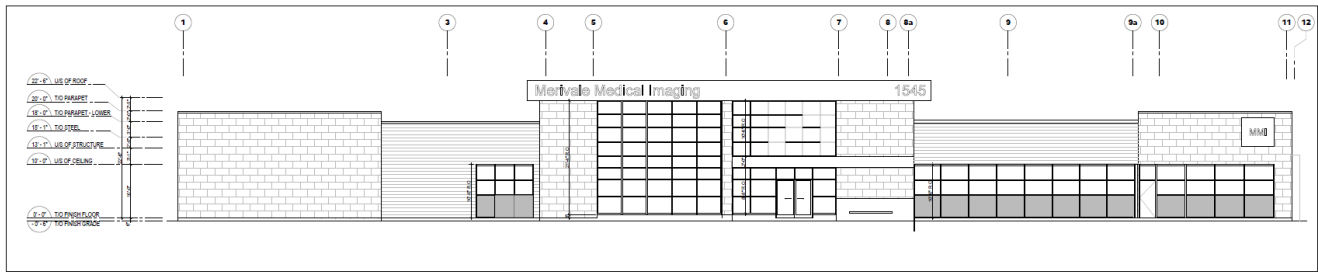 1 3 4 5 6 7 8 8a 9 9a 10 11 12
22' - 6" U/S OF ROOF
20' - 0" T/O PARAPET
18' - 0" T/O PARAPET - LOWER
15' - 1" T/O STEEL
13' - 1" U/S OF STRUCTURE
10' - 0" U/S OF CEILING
0' - 0" T/O FINISH FLOOR
- 0' - 6" T/O FINISH GRADE
Merivale Medical Imaging 1545
MMI